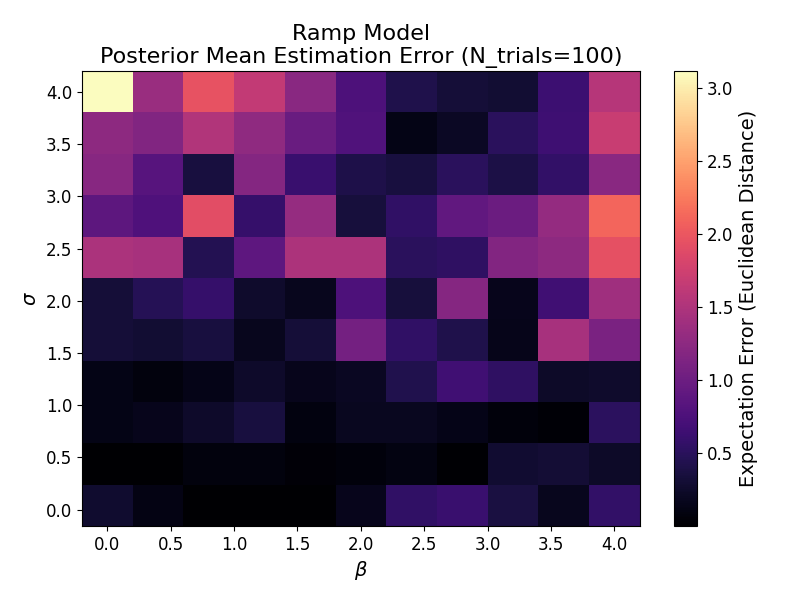 Ramp Model
Posterior Mean Estimation Error (N_trials=100)
4.0
3.5
3.0
2.5
2.0
1.5
1.0
0.5
0.0
σ
0.0 0.5 1.0 1.5 2.0 2.5 3.0 3.5 4.0
β
3.0
2.5
2.0
1.5
1.0
0.5
Expectation Error (Euclidean Distance)